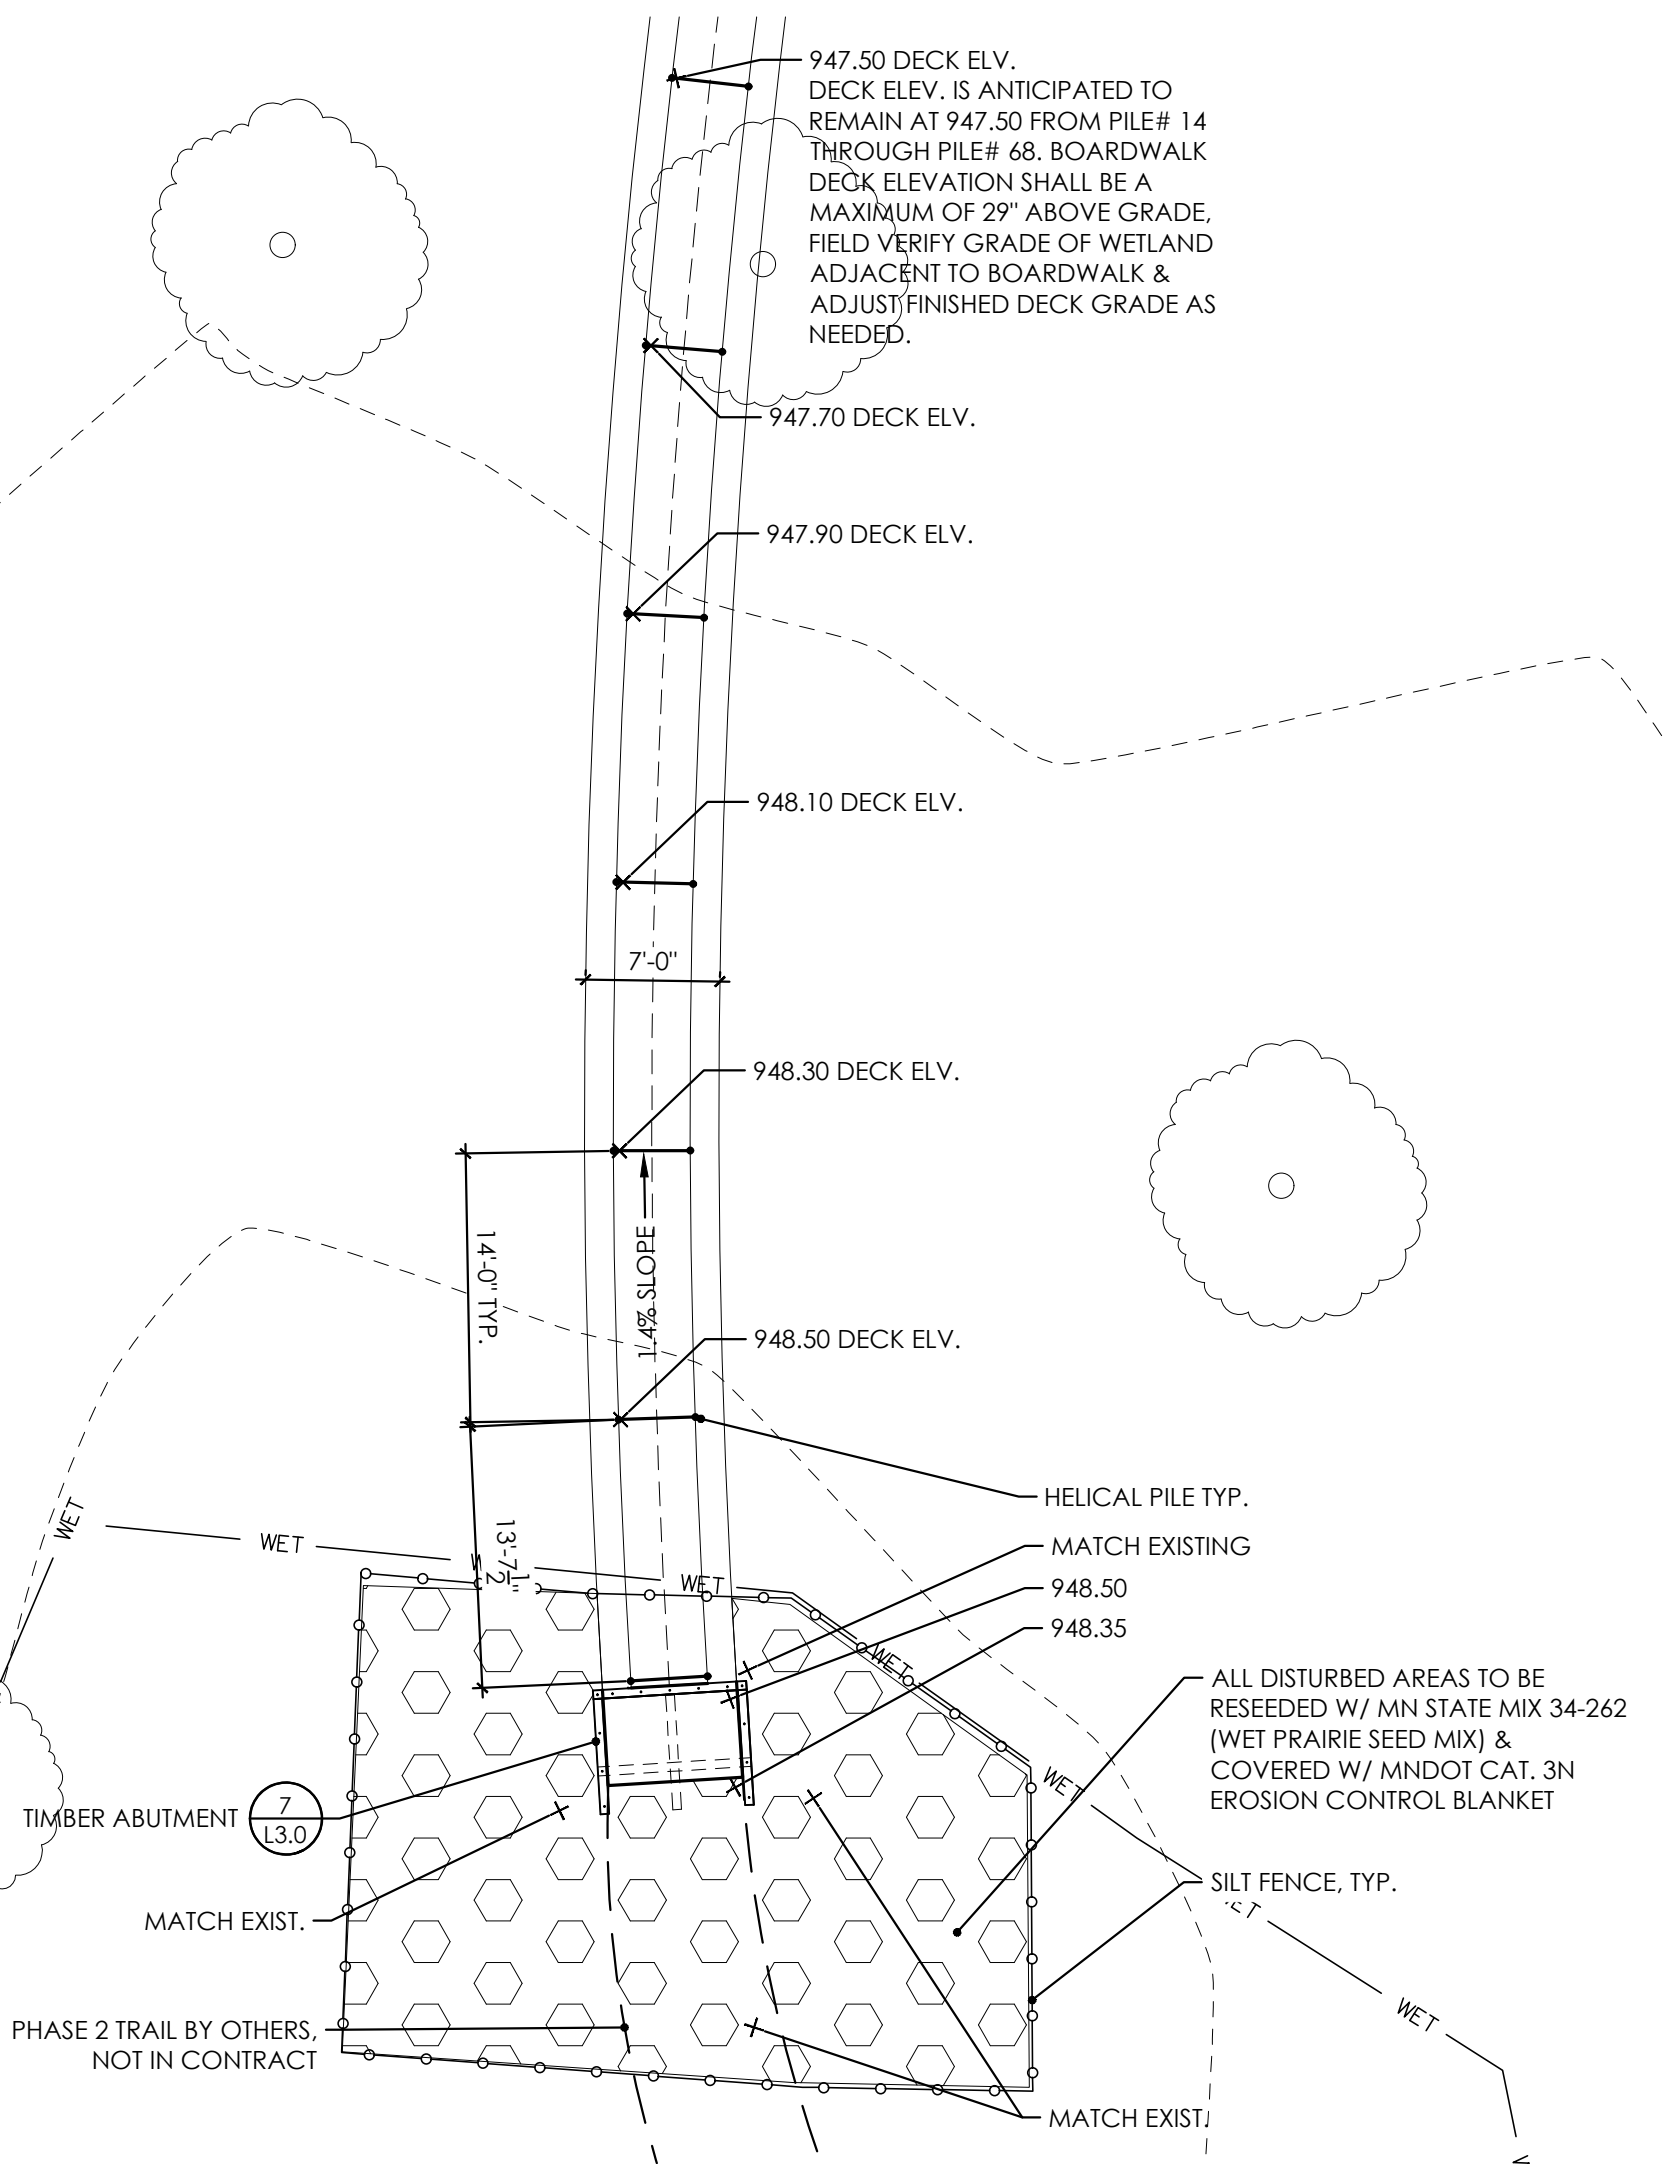 947.50 DECK ELV.
DECK ELEV. IS ANTICIPATED TO
REMAIN AT 947.50 FROM PILE# 14
THROUGH PILE# 68. BOARDWALK
DECK ELEVATION SHALL BE A
MAXIMUM OF 29" ABOVE GRADE,
FIELD VERIFY GRADE OF WETLAND
ADJACENT TO BOARDWALK &
ADJUST FINISHED DECK GRADE AS
NEEDED.
947.70 DECK ELV.
947.90 DECK ELV.
948.10 DECK ELV.
7'-0"
948.30 DECK ELV.
14'-0" TYP.
1.4% SLOPE
948.50 DECK ELV.
HELICAL PILE TYP.
WET
WET
W
13'-7 1/2"
WET
MATCH EXISTING
948.50
948.35
WET
ALL DISTURBED AREAS TO BE
RESEEDED W/ MN STATE MIX 34-262
(WET PRAIRIE SEED MIX) &
COVERED W/ MNDOT CAT. 3N
EROSION CONTROL BLANKET
WET
TIMBER ABUTMENT
7
L3.0
SILT FENCE, TYP.
WET
MATCH EXIST.
WET
PHASE 2 TRAIL BY OTHERS,
NOT IN CONTRACT
MATCH EXIST.